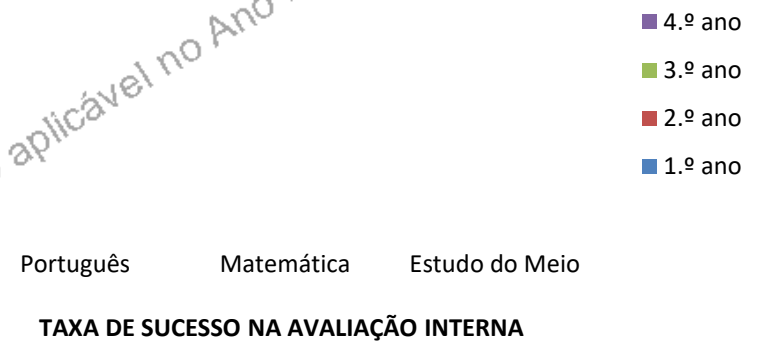 aplicável no Ano
4.º ano
3.º ano
2.º ano
1.º ano
Português Matemática Estudo do Meio
TAXA DE SUCESSO NA AVALIAÇÃO INTERNA